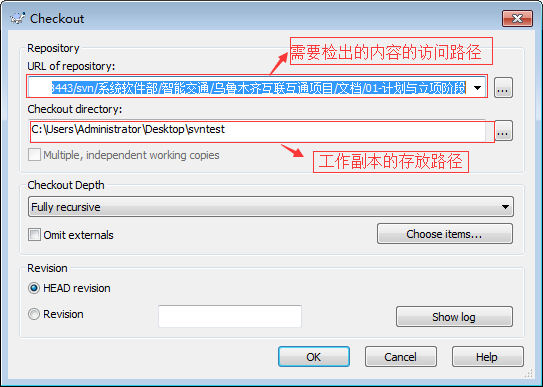 Checkout
Repository
需要检出的内容的访问路径
URL of repository:
3443/svn/系统软件部/智能交通/乌鲁木齐互联互通项目/文档/01-计划与立项阶段
...
Checkout directory:
C:\Users\Administrator\Desktop\svntest
...
Multiple, independent working copies
工作副本的存放路径
Checkout Depth
Fully recursive
Omit externals
Choose items...
Revision
HEAD revision
Revision
Show log
OK
Cancel
Help